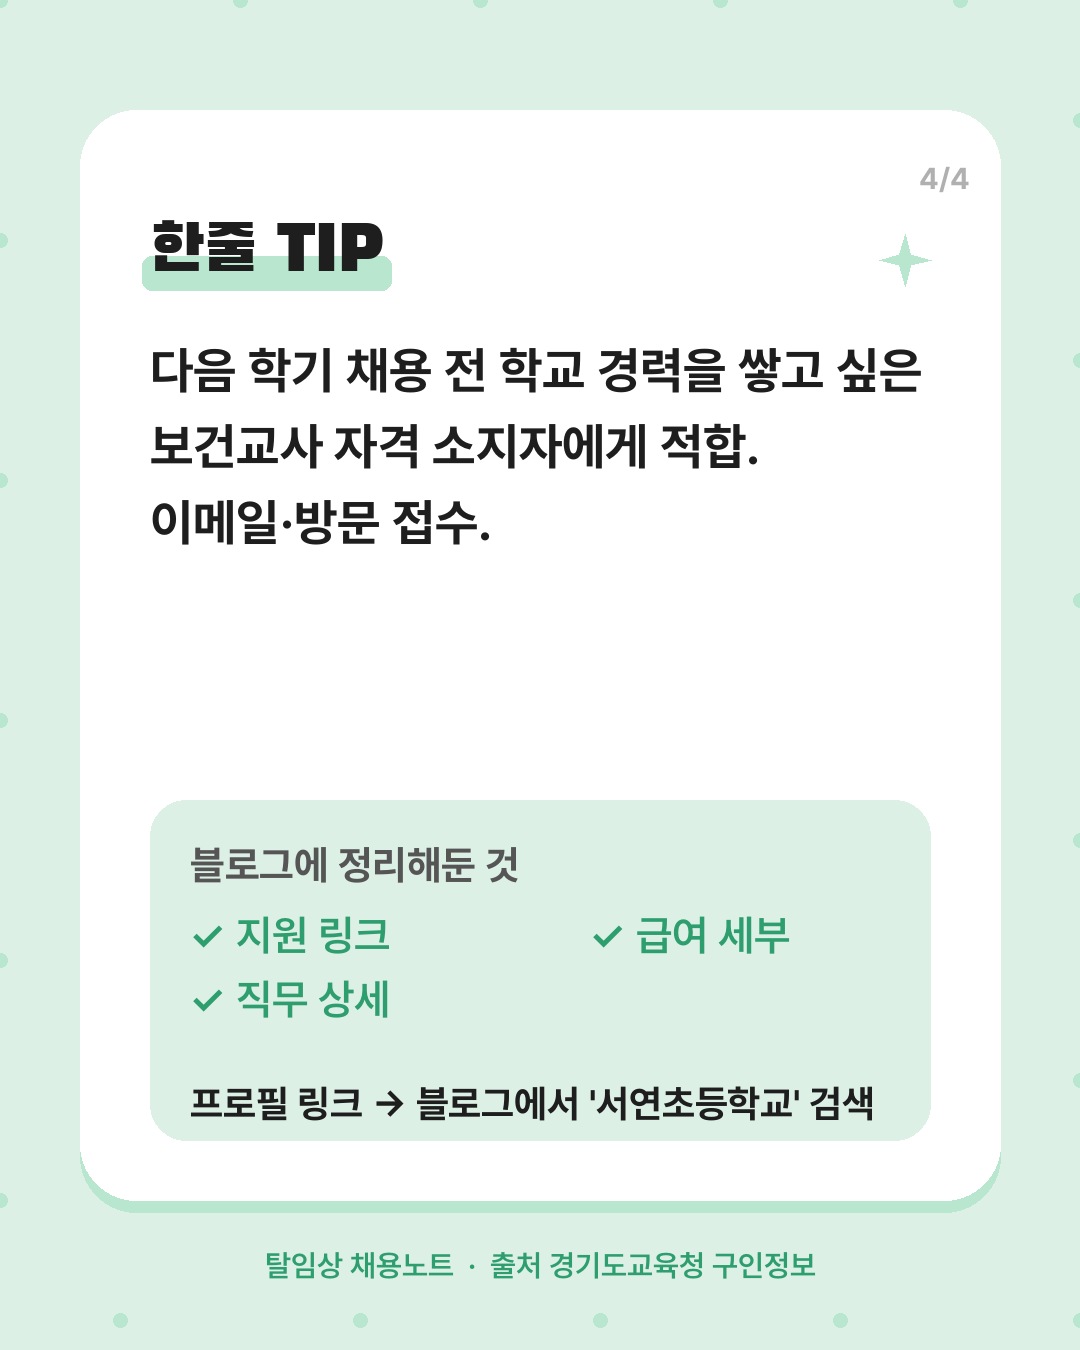 4/4
한줄 TIP
다음 학기 채용 전 학교 경력을 쌓고 싶은
보건교사 자격 소지자에게 적합.
이메일·방문 접수.
블로그에 정리해둔 것
✓ 지원 링크
✓ 급여 세부
✓ 직무 상세
프로필 링크 → 블로그에서 '서연초등학교' 검색
탈임상 채용노트 · 출처 경기도교육청 구인정보